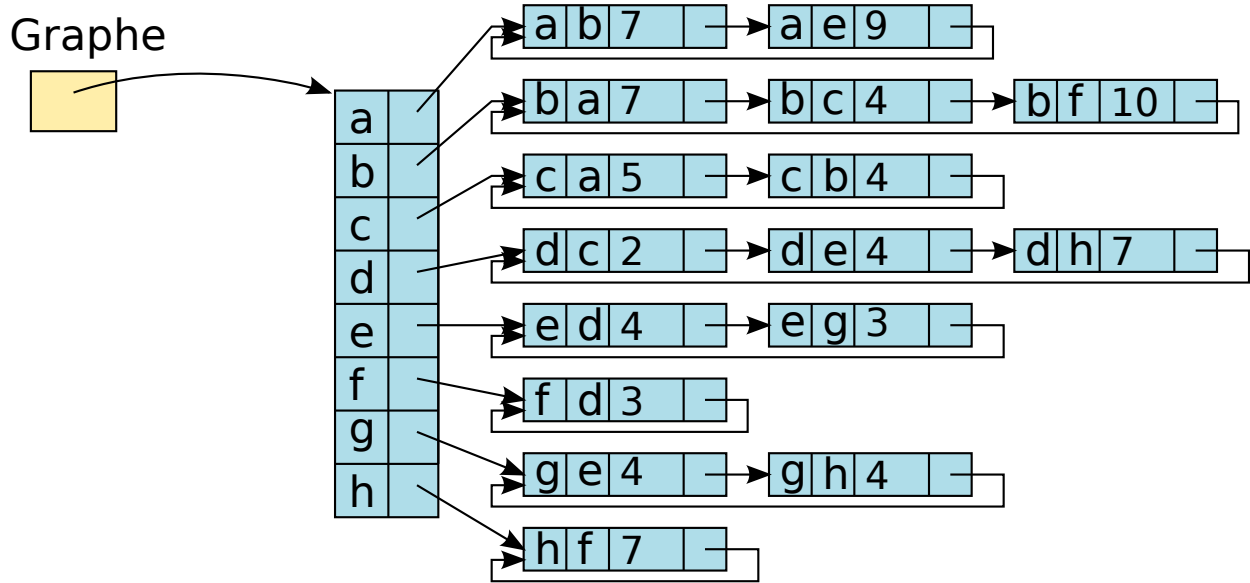 Graphe
a
b
c
d
e
f
g
h
a b 7 a e 9
b a 7 b c 4 b f 10
c a 5 c b 4
d c 2 d e 4 d h 7
e d 4 e g 3
f d 3
g e 4 g h 4
h f 7